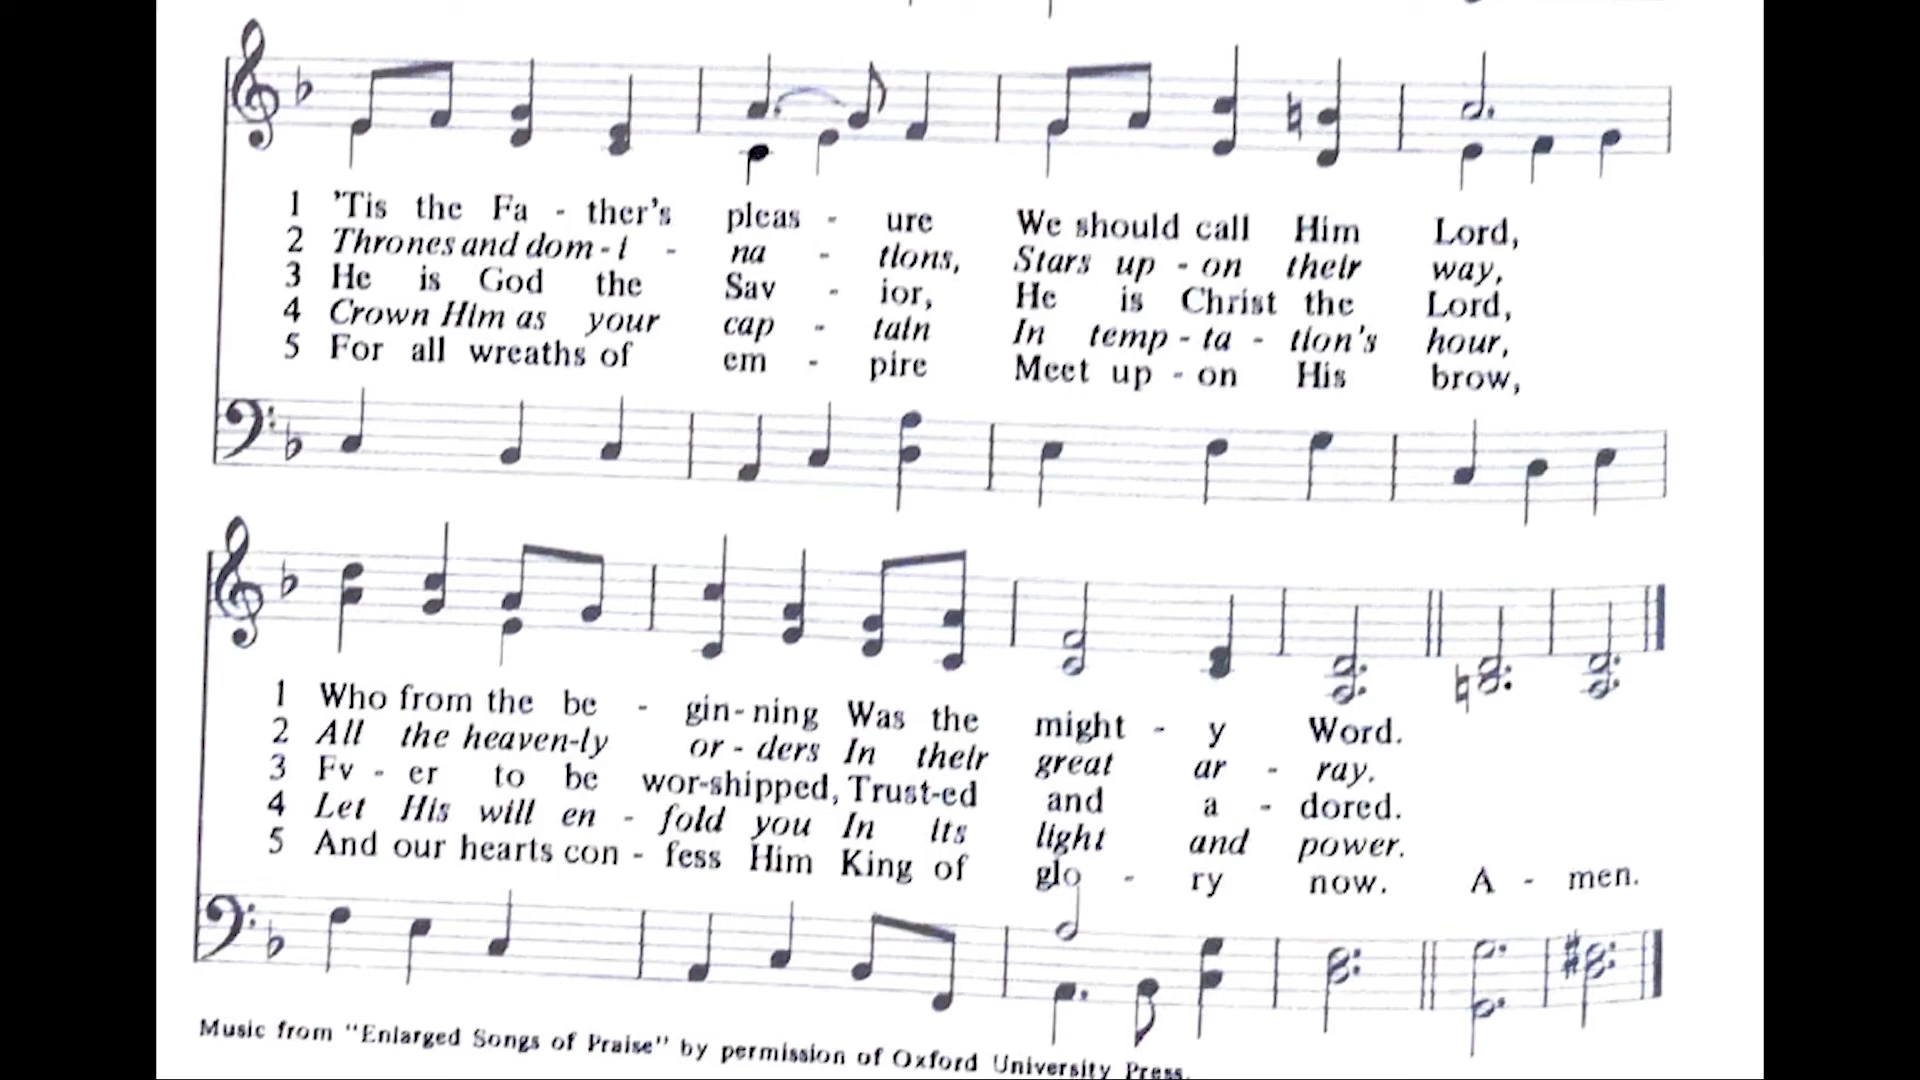 1 'Tis the Fa - ther's pleas - ure We should call Him Lord,
2 Thrones and dom - i - na - tions, Stars up - on their way,
3 He is God the Sav - ior, He is Christ the Lord,
4 Crown Him as your cap - tain In temp - ta - tion's hour,
5 For all wreaths of em - pire Meet up - on His brow,
1 Who from the be - gin - ning Was the might - y Word.
2 All the heaven-ly or - ders In their great ar - ray.
3 Ev - er to be wor-shipped, Trust-ed and a - dored.
4 Let His will en - fold you In its light and power.
5 And our hearts con - fess Him King of glo - ry now. A - men.
Music from "Enlarged Songs of Praise" by permission of Oxford University Press.